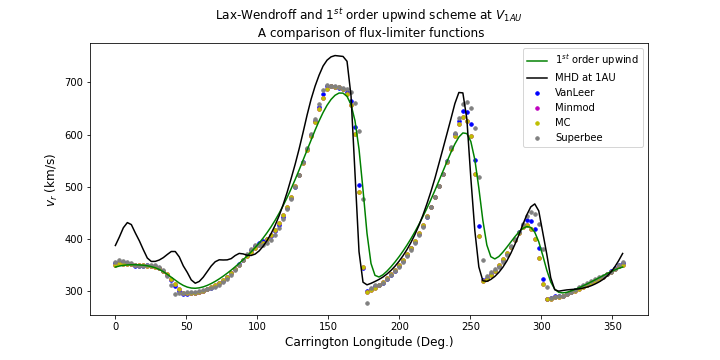 Lax-Wendroff and 1st order upwind scheme at V1AU
A comparison of flux-limiter functions
1st order upwind
MHD at 1AU
VanLeer
Minmod
MC
Superbee
700
600
500
400
300
vr (km/s)
0 50 100 150 200 250 300 350
Carrington Longitude (Deg.)